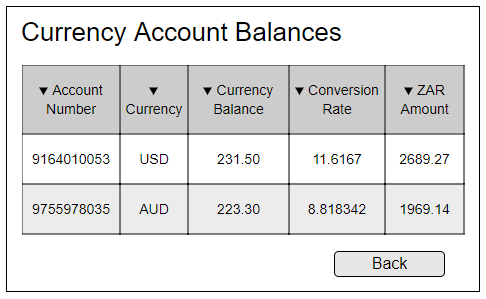 Currency Account Balances
▼ Account Number ▼ Currency ▼ Currency Balance ▼ Conversion Rate ▼ ZAR Amount
9164010053 USD 231.50 11.6167 2689.27
9755978035 AUD 223.30 8.818342 1969.14
Back